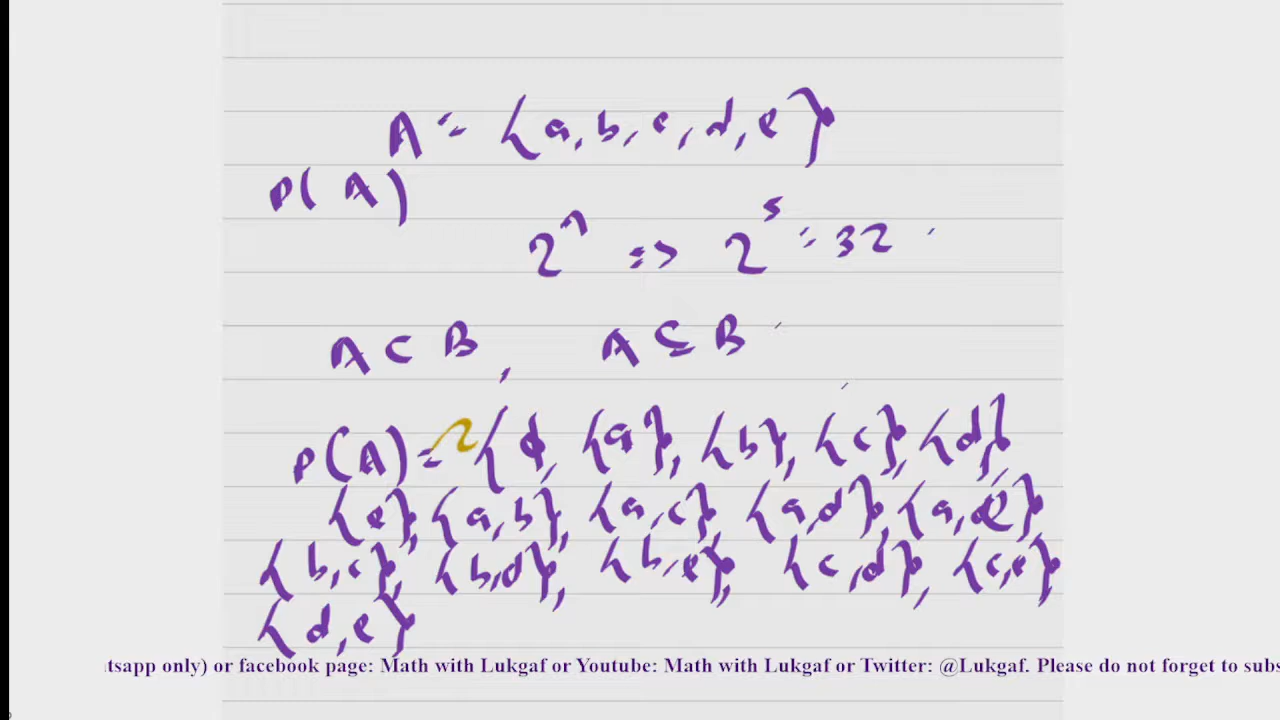 A = {a, b, c, d, e}
P(A)
2^n => 2^5 = 32
A ⊂ B, A ⊆ B
P(A) = {φ, {a}, {b}, {c}, {d},
{e}, {a,b}, {a,c}, {a,d}, {a,e}
{b,c}, {b,d}, {b,e}, {c,d}, {c,e}
{d,e}
tsapp only) or facebook page: Math with Lukgaf or Youtube: Math with Lukgaf or Twitter: @Lukgaf. Please do not forget to subs